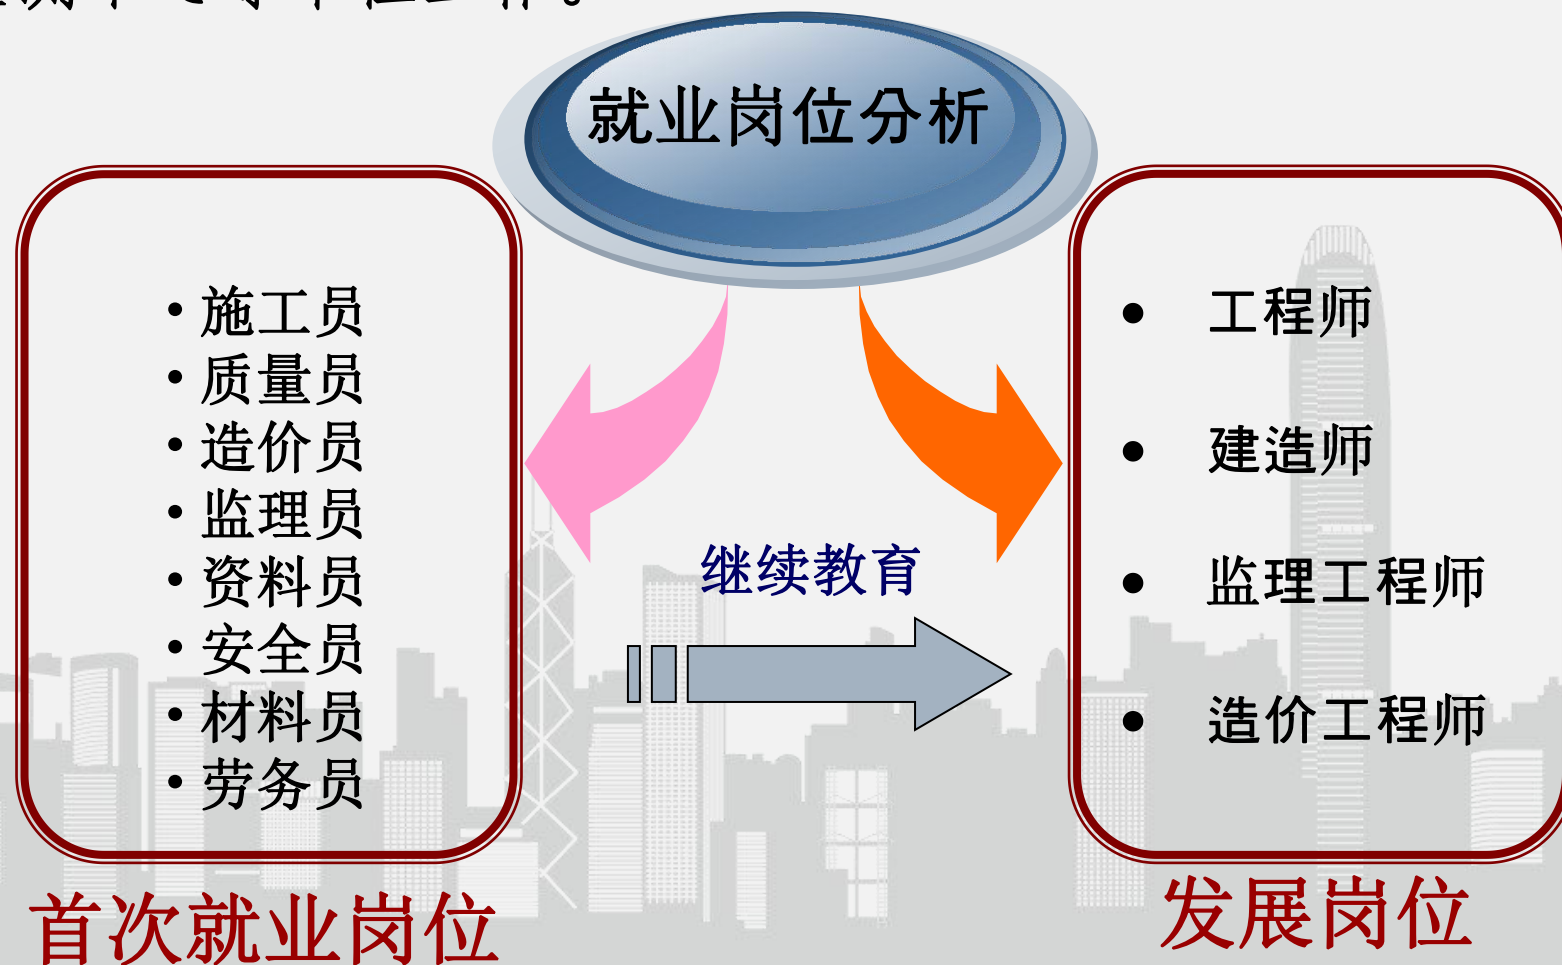 就业岗位分析
• 施工员
• 质量员
• 造价员
• 监理员
• 资料员
• 安全员
• 材料员
• 劳务员
首次就业岗位
继续教育
• 工程师
• 建造师
• 监理工程师
• 造价工程师
发展岗位